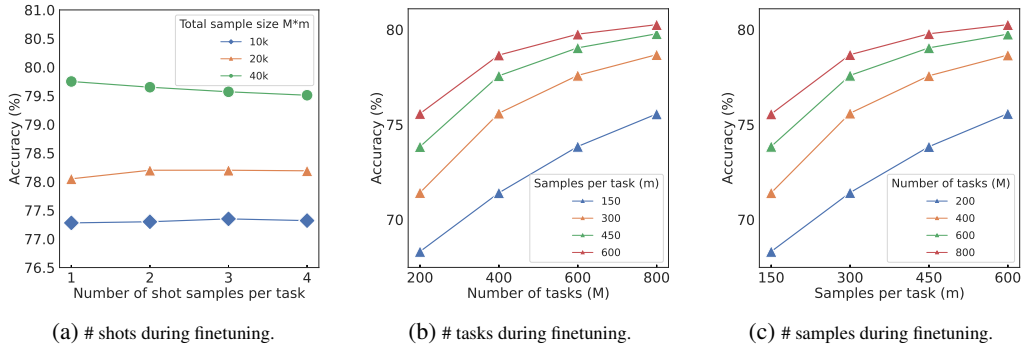 81.0
80.5
80.0
79.5
79.0
78.5
78.0
77.5
77.0
76.5
Accuracy (%)
Total sample size M*m
10k
20k
40k
1 2 3 4
Number of shot samples per task
(a) # shots during finetuning.
80
75
70
Accuracy (%)
Samples per task (m)
150
300
450
600
200 400 600 800
Number of tasks (M)
(b) # tasks during finetuning.
80
75
70
Accuracy (%)
Number of tasks (M)
200
400
600
800
150 300 450 600
Samples per task (m)
(c) # samples during finetuning.